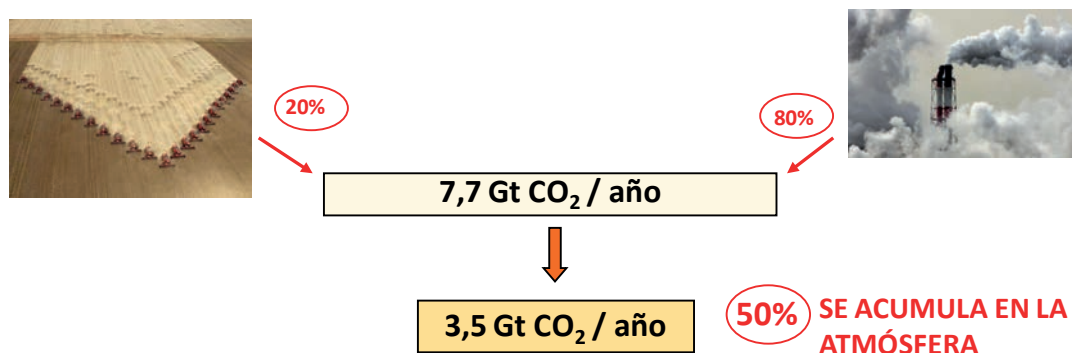 20%
80%
7,7 Gt CO₂ / año
3,5 Gt CO₂ / año
50%
SE ACUMULA EN LA
ATMÓSFERA